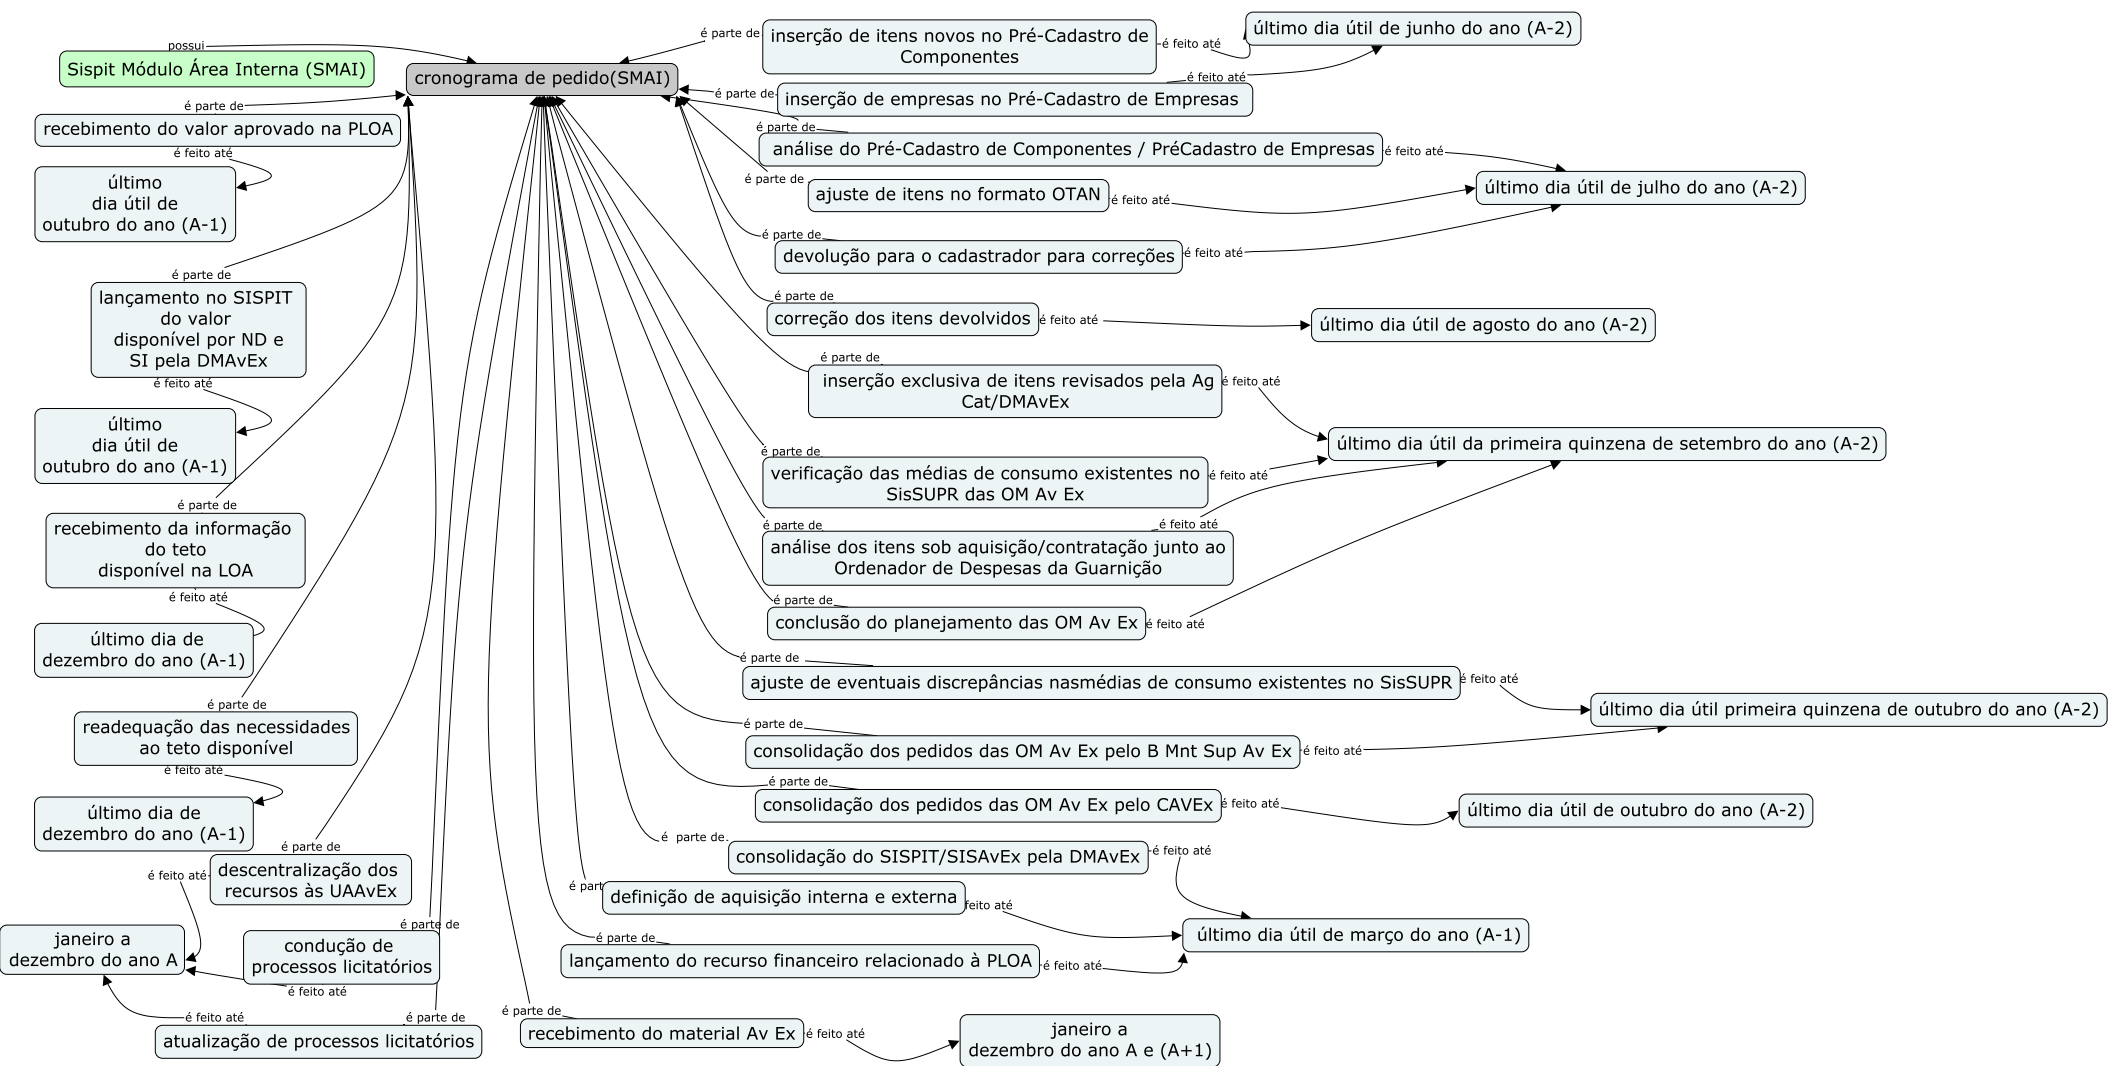 possui
Sispit Módulo Área Interna (SMAI)
cronograma de pedido(SMAI)
é parte de
inserção de itens novos no Pré-Cadastro de
Componentes
é feito até
último dia útil de junho do ano (A-2)
é parte de
inserção de empresas no Pré-Cadastro de Empresas
é feito até
é parte de
análise do Pré-Cadastro de Componentes / PréCadastro de Empresas
é feito até
último dia útil de julho do ano (A-2)
é parte de
ajuste de itens no formato OTAN
é feito até
é parte de
devolução para o cadastrador para correções
é feito até
é parte de
correção dos itens devolvidos
é feito até
último dia útil de agosto do ano (A-2)
é parte de
inserção exclusiva de itens revisados pela Ag
Cat/DMAvEx
é feito até
último dia útil da primeira quinzena de setembro do ano (A-2)
é parte de
verificação das médias de consumo existentes no
SisSUPR das OM Av Ex
é feito até
é parte de
análise dos itens sob aquisição/contratação junto ao
Ordenador de Despesas da Guarnição
é feito até
é parte de
conclusão do planejamento das OM Av Ex
é feito até
é parte de
ajuste de eventuais discrepâncias nasmédias de consumo existentes no SisSUPR
é feito até
último dia útil primeira quinzena de outubro do ano (A-2)
é parte de
consolidação dos pedidos das OM Av Ex pelo B Mnt Sup Av Ex
é feito até
é parte de
consolidação dos pedidos das OM Av Ex pelo CAVEx
é feito até
último dia útil de outubro do ano (A-2)
é parte de
consolidação do SISPIT/SISAvEx pela DMAvEx
é feito até
é part
definição de aquisição interna e externa
feito até
último dia útil de março do ano (A-1)
é parte de
lançamento do recurso financeiro relacionado à PLOA
é feito até
é parte de
recebimento do material Av Ex
é feito até
janeiro a
dezembro do ano A e (A+1)
é parte de
recebimento do valor aprovado na PLOA
é feito até
último
dia útil de
outubro do ano (A-1)
é parte de
lançamento no SISPIT
do valor
disponível por ND e
SI pela DMAvEx
é feito até
último
dia útil de
outubro do ano (A-1)
é parte de
recebimento da informação
do teto
disponível na LOA
é feito até
último dia de
dezembro do ano (A-1)
é parte de
readequação das necessidades
ao teto disponível
é feito até
último dia de
dezembro do ano (A-1)
é parte de
descentralização dos
recursos às UAAvEx
é feito até
janeiro a
dezembro do ano A
é parte de
condução de
processos licitatórios
é feito até
é parte de
atualização de processos licitatórios
é feito até